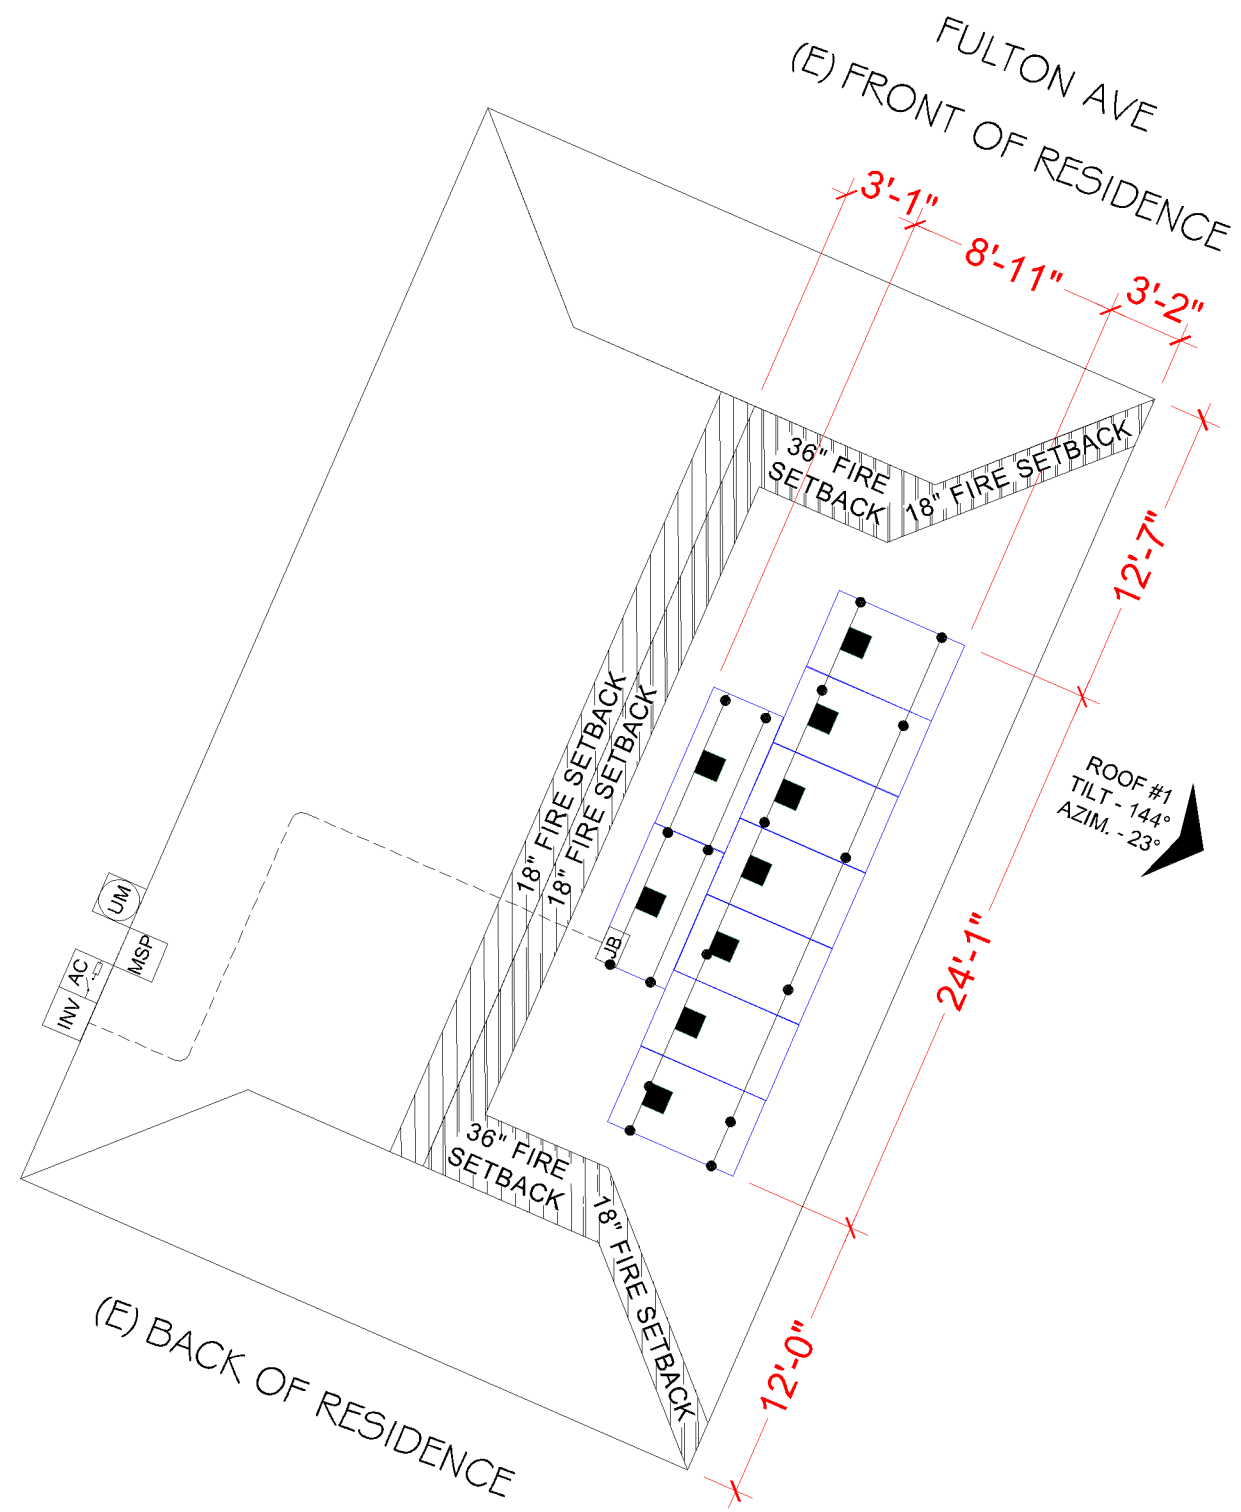 FULTON AVE
(E) FRONT OF RESIDENCE
3'-1"
8'-11"
3'-2"
36" FIRE
SETBACK
18" FIRE SETBACK
12'-7"
18" FIRE SETBACK
18" FIRE SETBACK
ROOF #1
TILT - 144°
AZIM. - 23°
UM
MSP
AC
INV
JB
24'-1"
36" FIRE
SETBACK
18" FIRE SETBACK
12'-0"
(E) BACK OF RESIDENCE